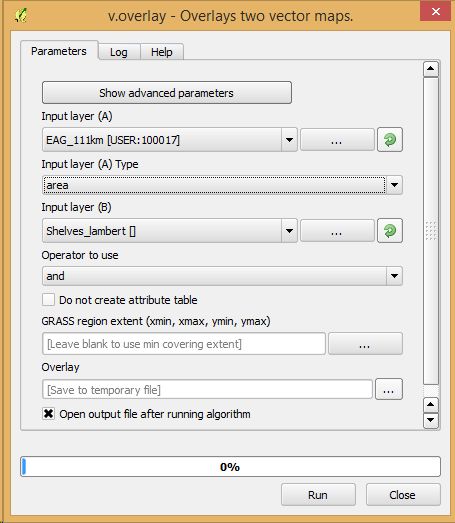 v.overlay - Overlays two vector maps.
Parameters Log Help
Show advanced parameters
Input layer (A)
EAG_111km [USER:100017]
...
Input layer (A) Type
area
Input layer (B)
Shelves_lambert []
...
Operator to use
and
Do not create attribute table
GRASS region extent (xmin, xmax, ymin, ymax)
[Leave blank to use min covering extent]
...
Overlay
[Save to temporary file]
...
Open output file after running algorithm
0%
Run Close